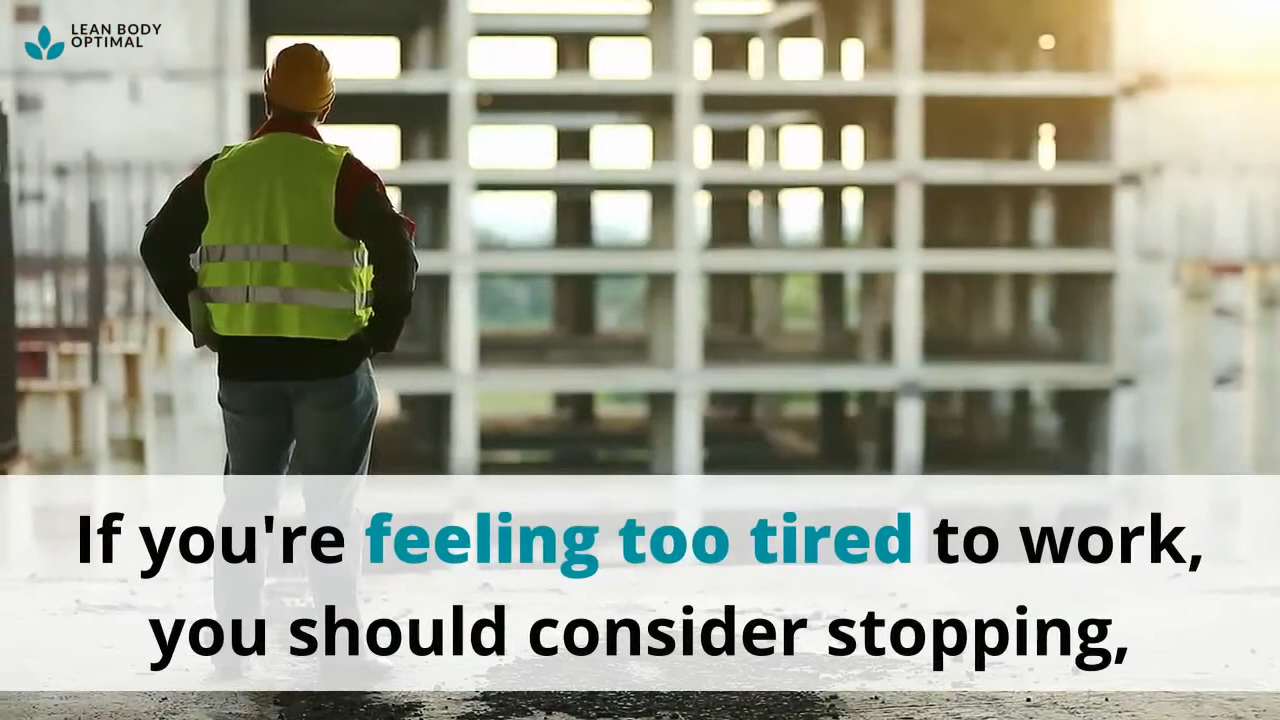 LEAN BODY
OPTIMAL
If you're feeling too tired to work,
you should consider stopping,